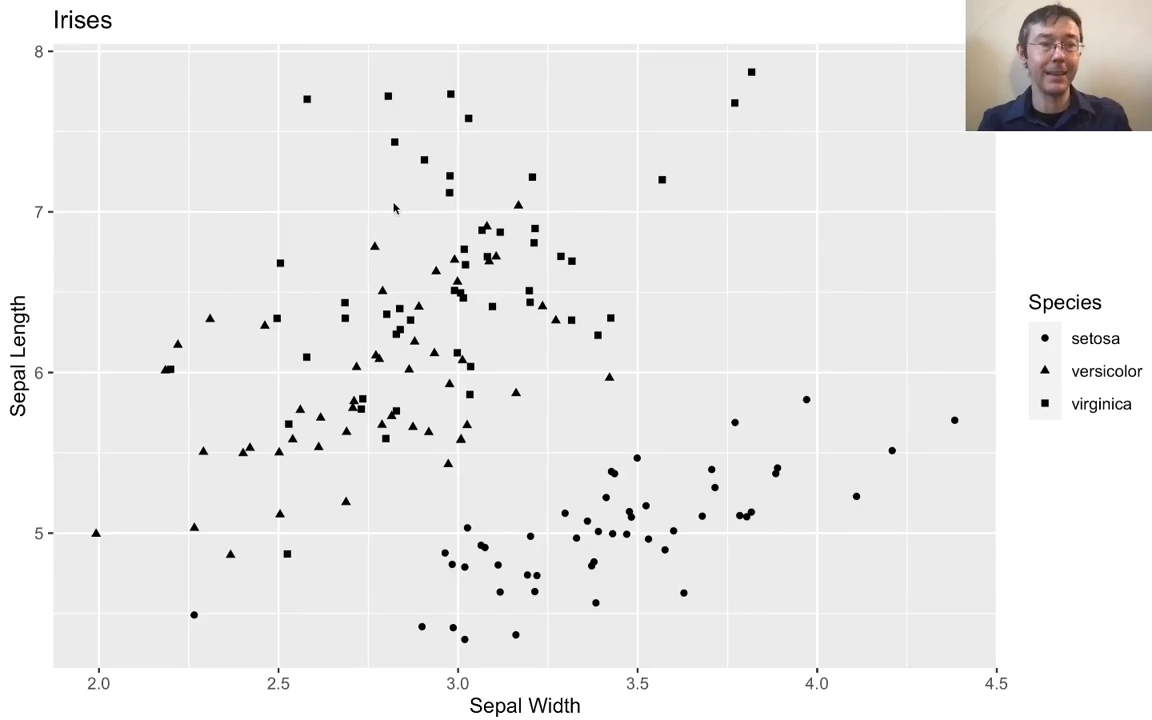 Irises
8
7
6
5
Sepal Length
2.0 2.5 3.0 3.5 4.0 4.5
Sepal Width
Species
setosa
versicolor
virginica